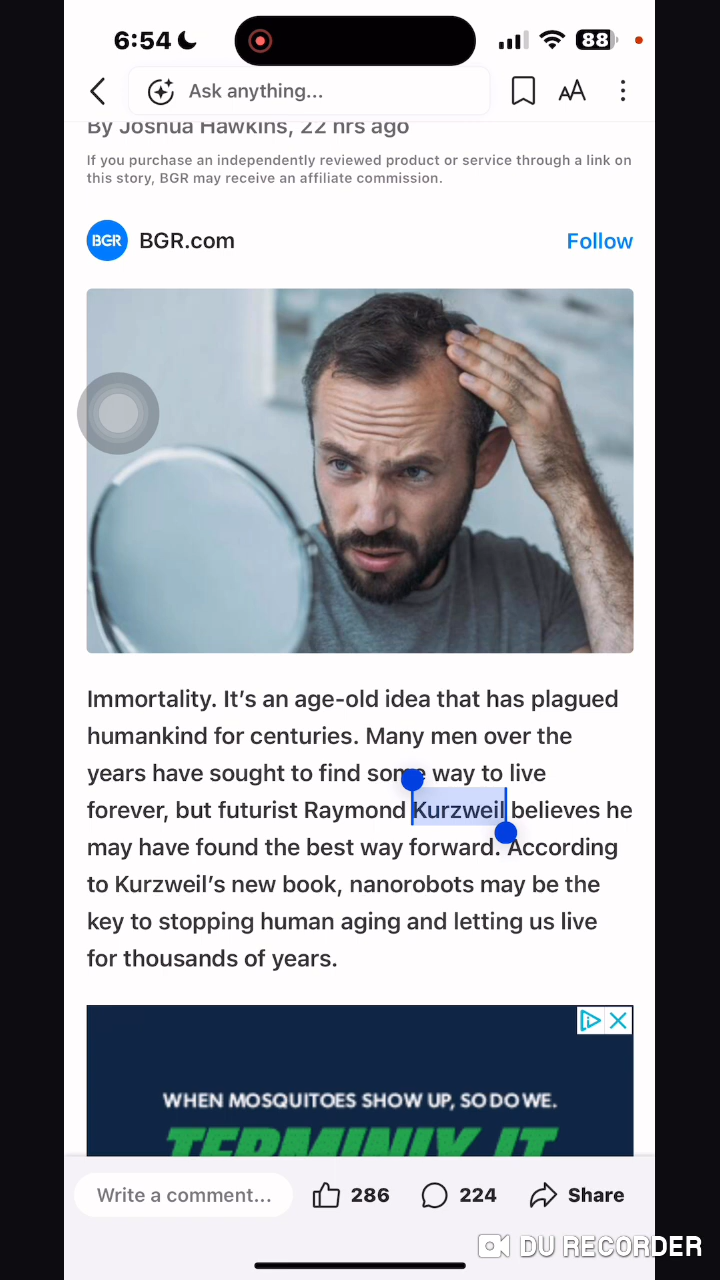 6:54
88
Ask anything...
AA
By Joshua Hawkins, 22 hrs ago
If you purchase an independently reviewed product or service through a link on
this story, BGR may receive an affiliate commission.
BGR
BGR.com
Follow
Immortality. It’s an age-old idea that has plagued
humankind for centuries. Many men over the
years have sought to find some way to live
forever, but futurist Raymond Kurzweil believes he
may have found the best way forward. According
to Kurzweil’s new book, nanorobots may be the
key to stopping human aging and letting us live
for thousands of years.
WHEN MOSQUITOES SHOW UP, SO DO WE.
TERMINIX IT
Write a comment...
286
224
Share
DU RECORDER